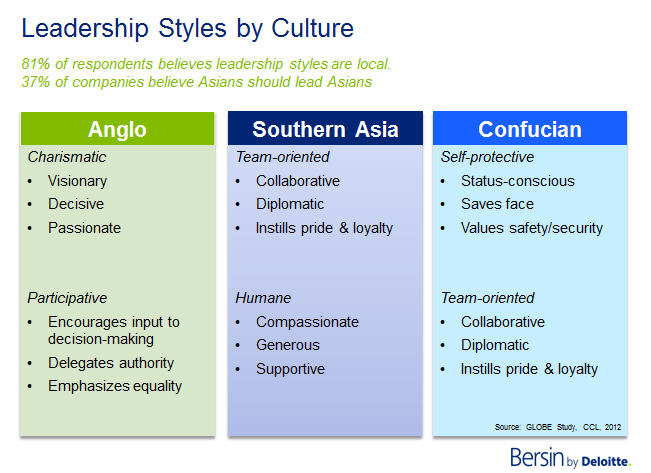 Leadership Styles by Culture
81% of respondents believes leadership styles are local.
37% of companies believe Asians should lead Asians
Anglo
Charismatic
• Visionary
• Decisive
• Passionate
Participative
• Encourages input to
decision-making
• Delegates authority
• Emphasizes equality
Southern Asia
Team-oriented
• Collaborative
• Diplomatic
• Instills pride & loyalty
Humane
• Compassionate
• Generous
• Supportive
Confucian
Self-protective
• Status-conscious
• Saves face
• Values safety/security
Team-oriented
• Collaborative
• Diplomatic
• Instills pride & loyalty
Source: GLOBE Study, CCL, 2012
Bersin by Deloitte.